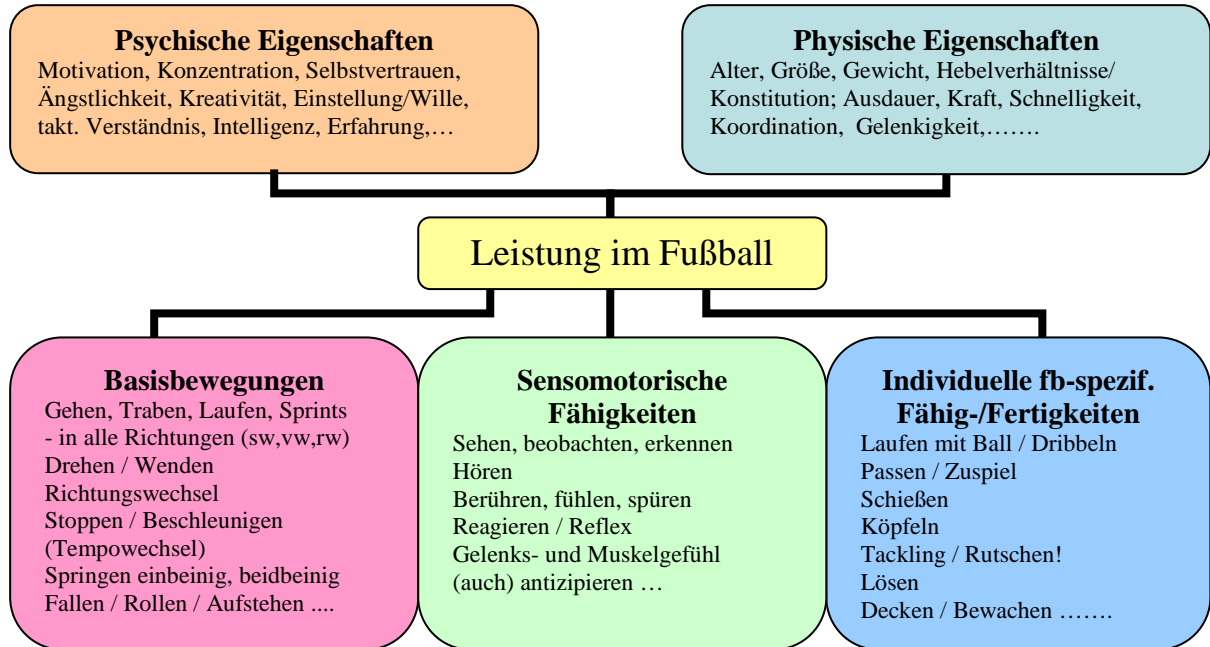 Psychische Eigenschaften
Motivation, Konzentration, Selbstvertrauen,
Ängstlichkeit, Kreativität, Einstellung/Wille,
takt. Verständnis, Intelligenz, Erfahrung,…
Physische Eigenschaften
Alter, Größe, Gewicht, Hebelverhältnisse/
Konstitution; Ausdauer, Kraft, Schnelligkeit,
Koordination, Gelenkigkeit,…….
Leistung im Fußball
Basisbewegungen
Gehen, Traben, Laufen, Sprints
- in alle Richtungen (sw,vw,rw)
Drehen / Wenden
Richtungswechsel
Stoppen / Beschleunigen
(Tempowechsel)
Springen einbeinig, beidbeinig
Fallen / Rollen / Aufstehen ....
Sensomotorische
Fähigkeiten
Sehen, beobachten, erkennen
Hören
Berühren, fühlen, spüren
Reagieren / Reflex
Gelenks- und Muskelgefühl
(auch) antizipieren …
Individuelle fb-spezif.
Fähig-/Fertigkeiten
Laufen mit Ball / Dribbeln
Passen / Zuspiel
Schießen
Köpfeln
Tackling / Rutschen!
Lösen
Decken / Bewachen …….